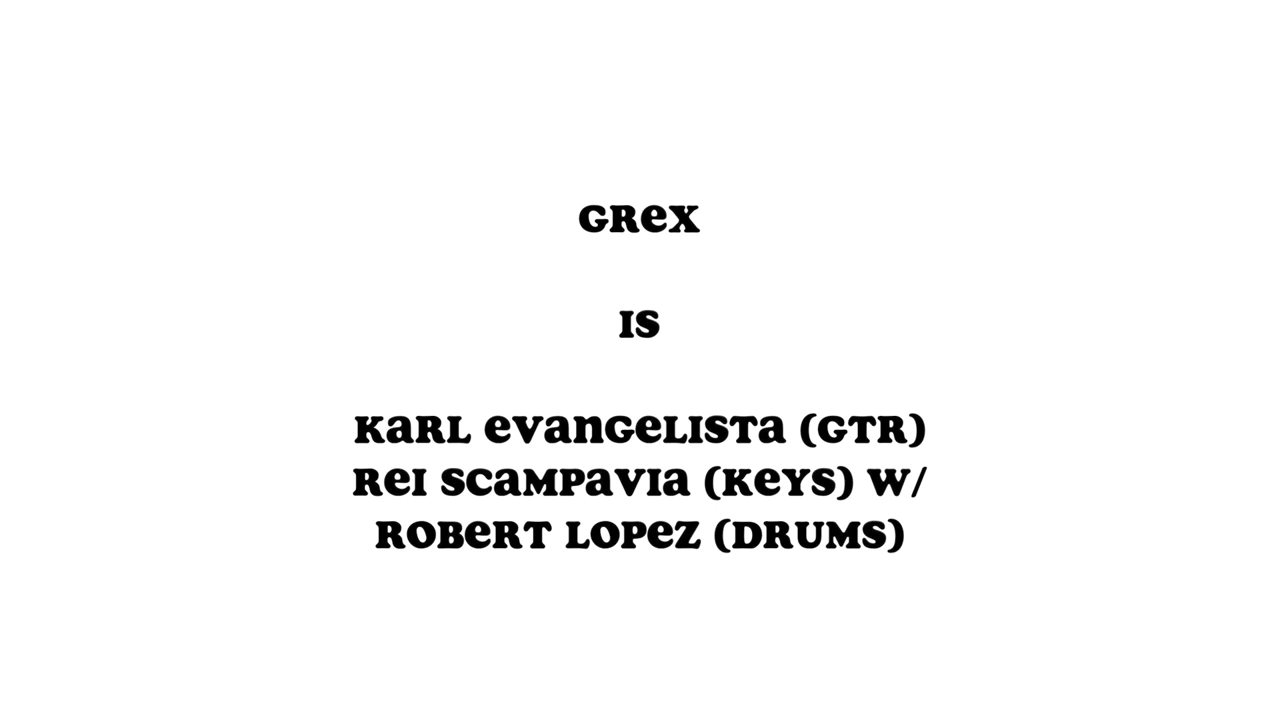 GReX
IS
KaRL evanGeLISTa (GTR)
ReI SCaMPaVIa (KeYS) W/
ROBeRT LOPeZ (DRUMS)